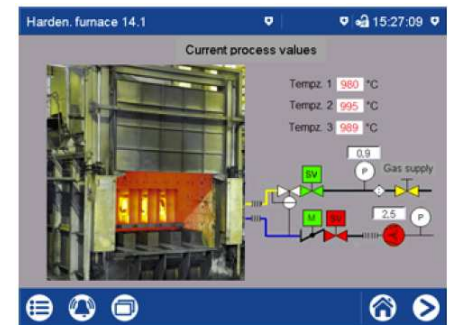 Harden. furnace 14.1
15:27:09
Current process values
Tempz. 1 980 °C
Tempz. 2 995 °C
Tempz. 3 989 °C
0,9
SV
P
Gas supply
M
SV
2.5
P